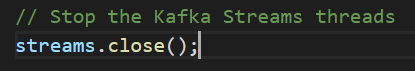 // Stop the Kafka Streams threads
streams.close();